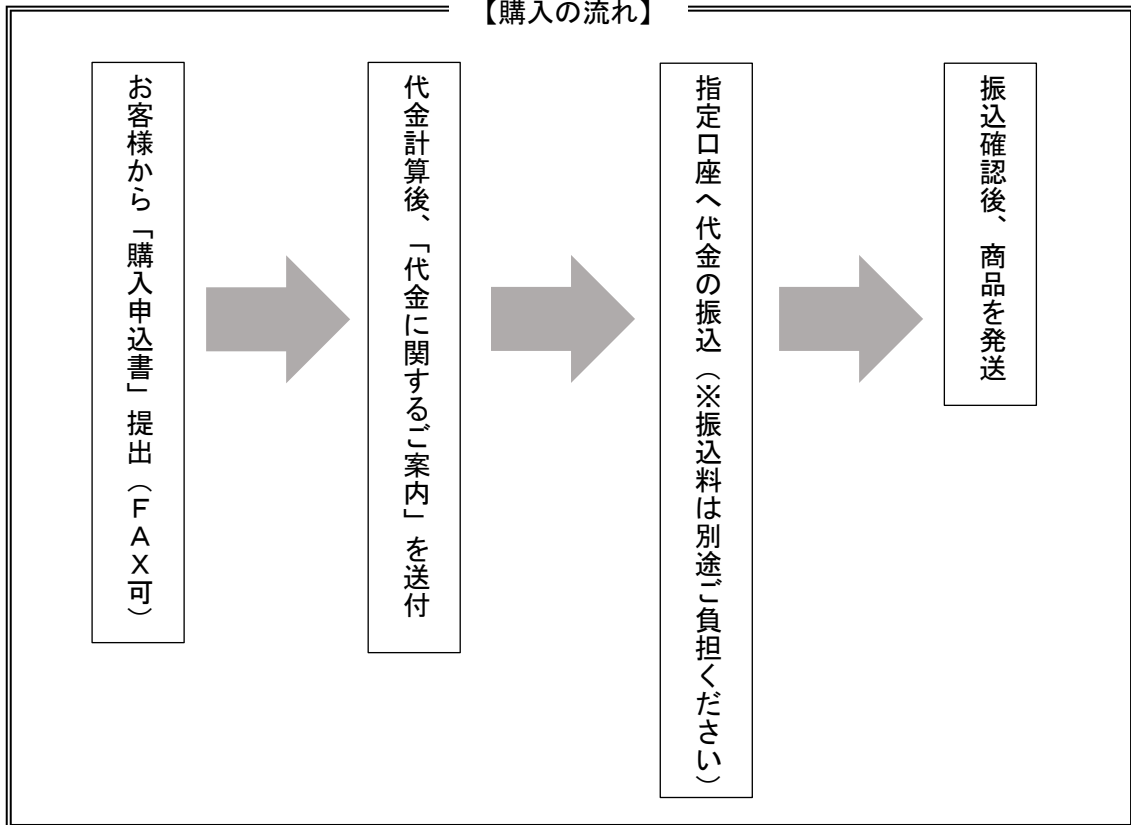 【購入の流れ】
お客様から「購入申込書」提出（ＦＡＸ可）
代金計算後、「代金に関するご案内」を送付
指定口座へ代金の振込（※振込料は別途ご負担ください）
振込確認後、商品を発送